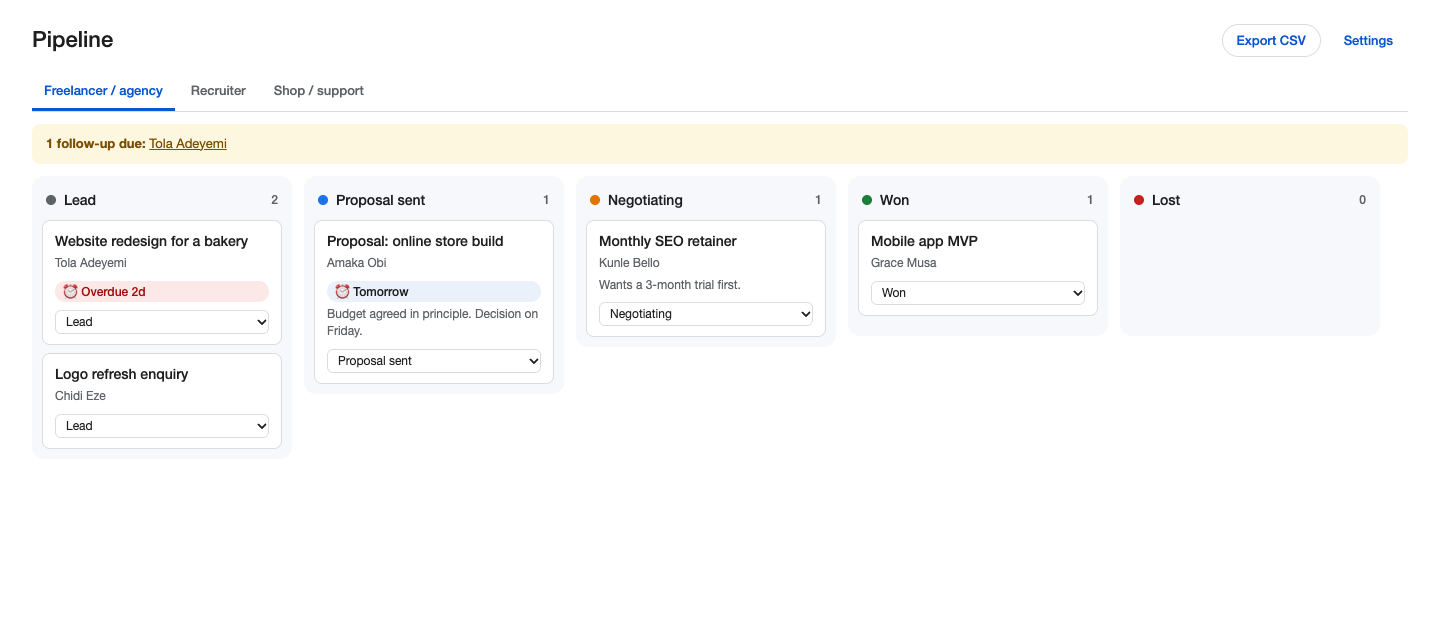 Pipeline
Export CSV
Settings
Freelancer / agency
Recruiter
Shop / support
1 follow-up due: Tola Adeyemi
Lead
2
Website redesign for a bakery
Tola Adeyemi
⏰ Overdue 2d
Lead
Logo refresh enquiry
Chidi Eze
Lead
Proposal sent
1
Proposal: online store build
Amaka Obi
⏰ Tomorrow
Budget agreed in principle. Decision on
Friday.
Proposal sent
Negotiating
1
Monthly SEO retainer
Kunle Bello
Wants a 3-month trial first.
Negotiating
Won
1
Mobile app MVP
Grace Musa
Won
Lost
0